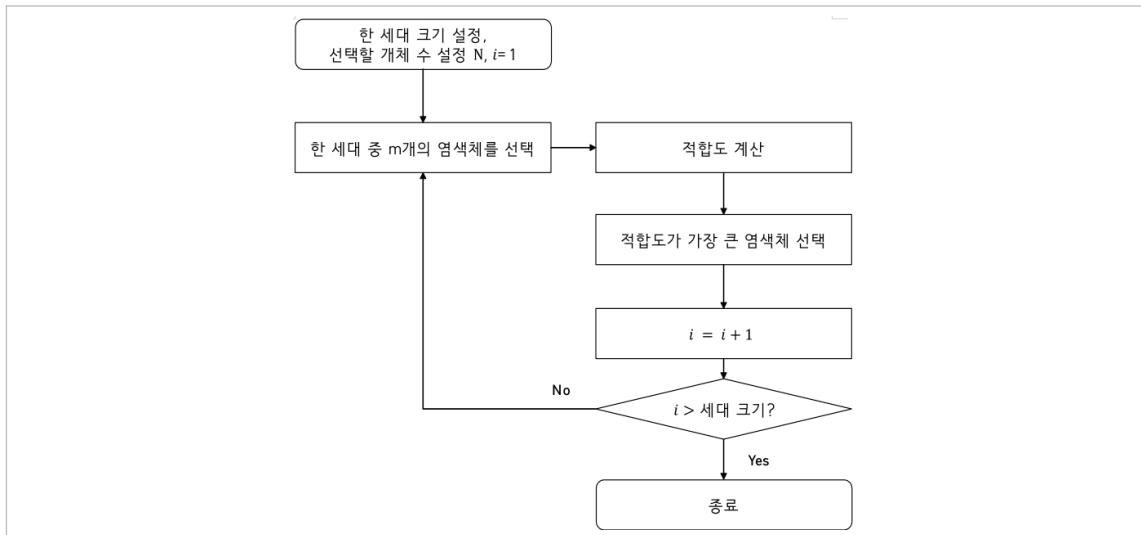 한 세대 크기 설정,
선택할 개체 수 설정 N, i= 1
한 세대 중 m개의 염색체를 선택
적합도 계산
적합도가 가장 큰 염색체 선택
i = i + 1
No
i > 세대 크기?
Yes
종료